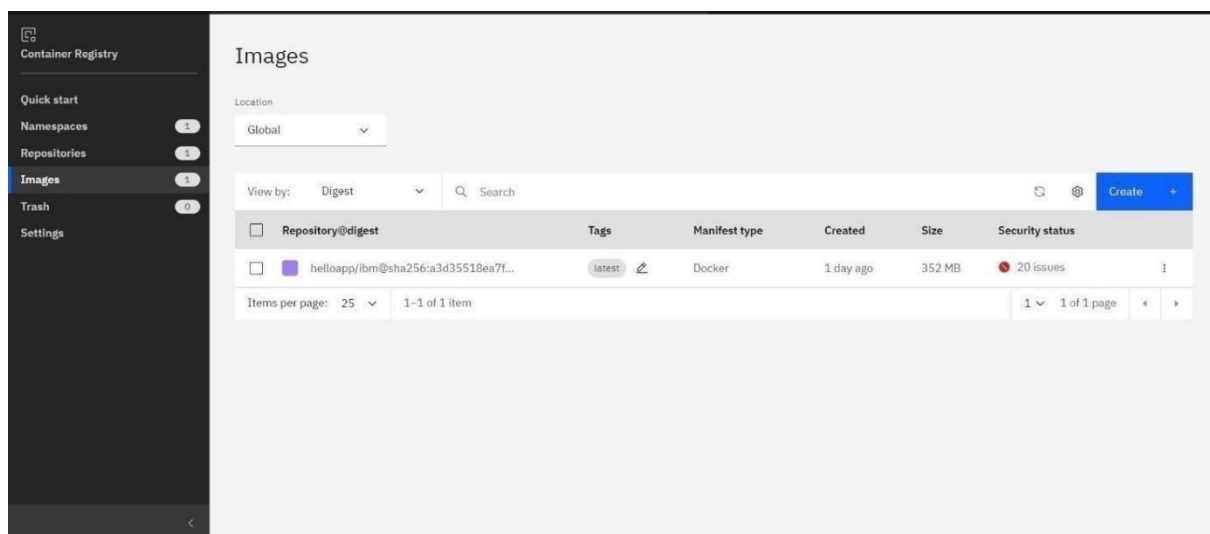 Container Registry
Quick start
Namespaces 1
Repositories 1
Images 1
Trash 0
Settings
Images
Location
Global
View by: Digest Search Create +
Repository@digest Tags Manifest type Created Size Security status
helloapp/ibm@sha256:a3d35518ea7f... latest Docker 1 day ago 352 MB 20 issues
Items per page: 25 1–1 of 1 item 1 1 of 1 page